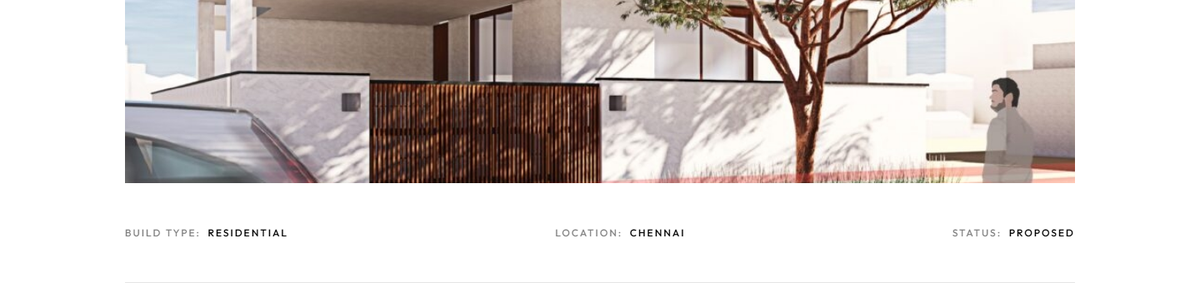 BUILD TYPE: RESIDENTIAL LOCATION: CHENNAI STATUS: PROPOSED